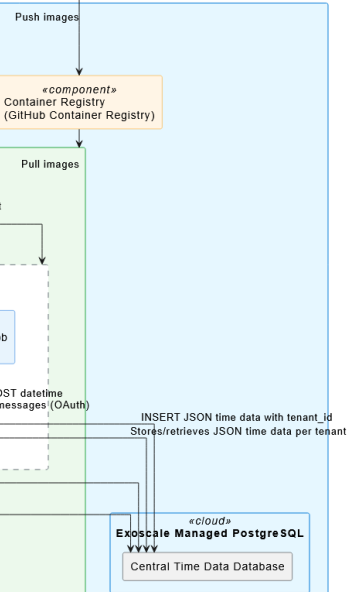 Push images
«component»
Container Registry
(GitHub Container Registry)
Pull images
OST datetime
messages (OAuth)
INSERT JSON time data with tenant_id
Stores/retrieves JSON time data per tenant
«cloud»
Exoscale Managed PostgreSQL
Central Time Data Database